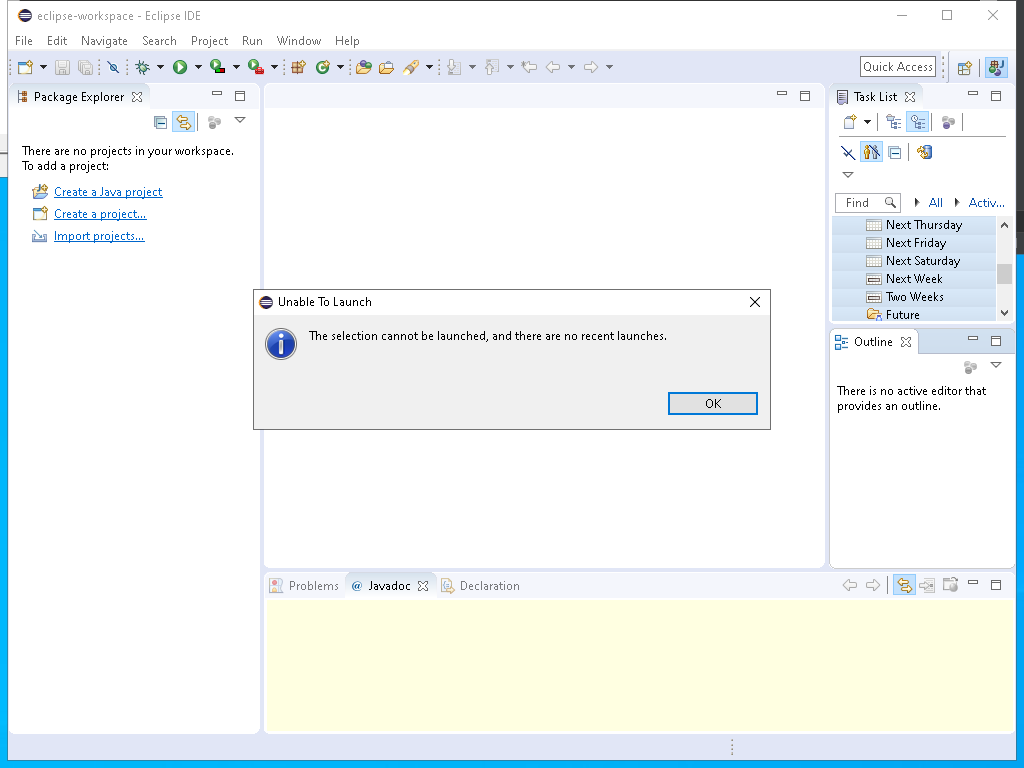 eclipse-workspace - Eclipse IDE
File Edit Navigate Search Project Run Window Help
Quick Access
Package Explorer
There are no projects in your workspace.
To add a project:
Create a Java project
Create a project...
Import projects...
Task List
Find All Activ...
Next Thursday
Next Friday
Next Saturday
Next Week
Two Weeks
Future
Unable To Launch
The selection cannot be launched, and there are no recent launches.
OK
Outline
There is no active editor that
provides an outline.
Problems @ Javadoc Declaration